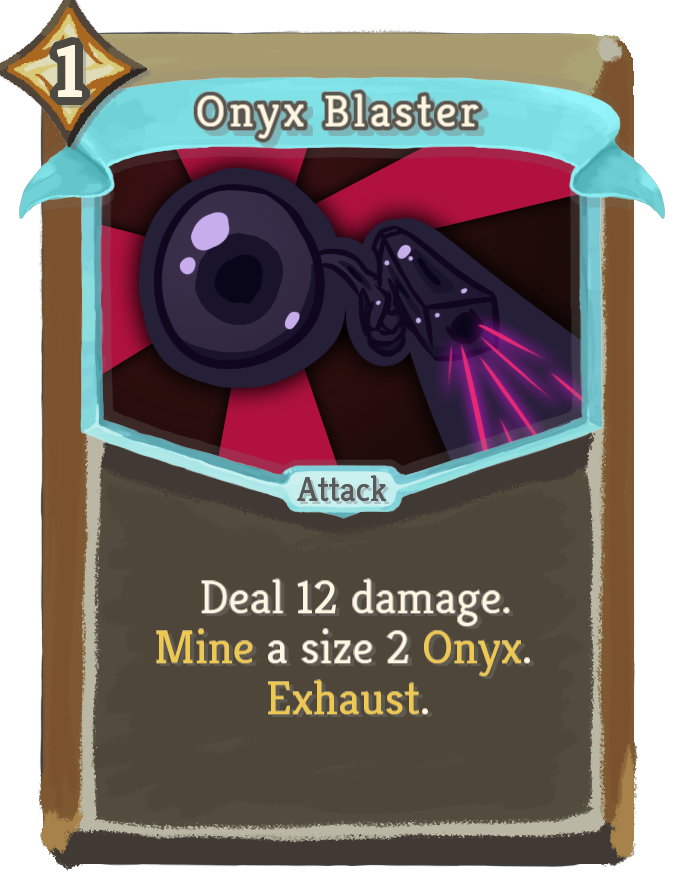 1
Onyx Blaster
Attack
Deal 12 damage.
Mine a size 2 Onyx.
Exhaust.